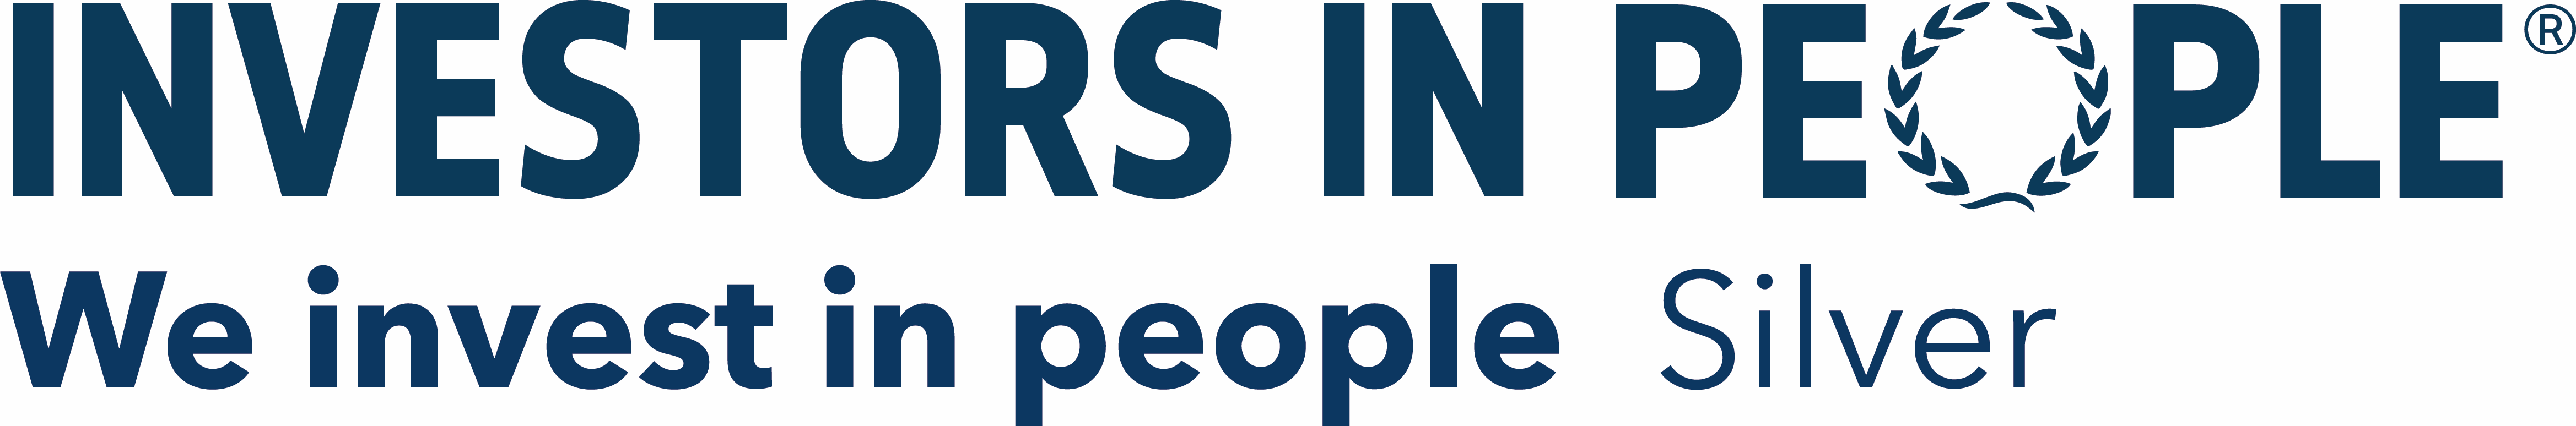 INVESTORS IN PEOPLE®
We invest in people Silver